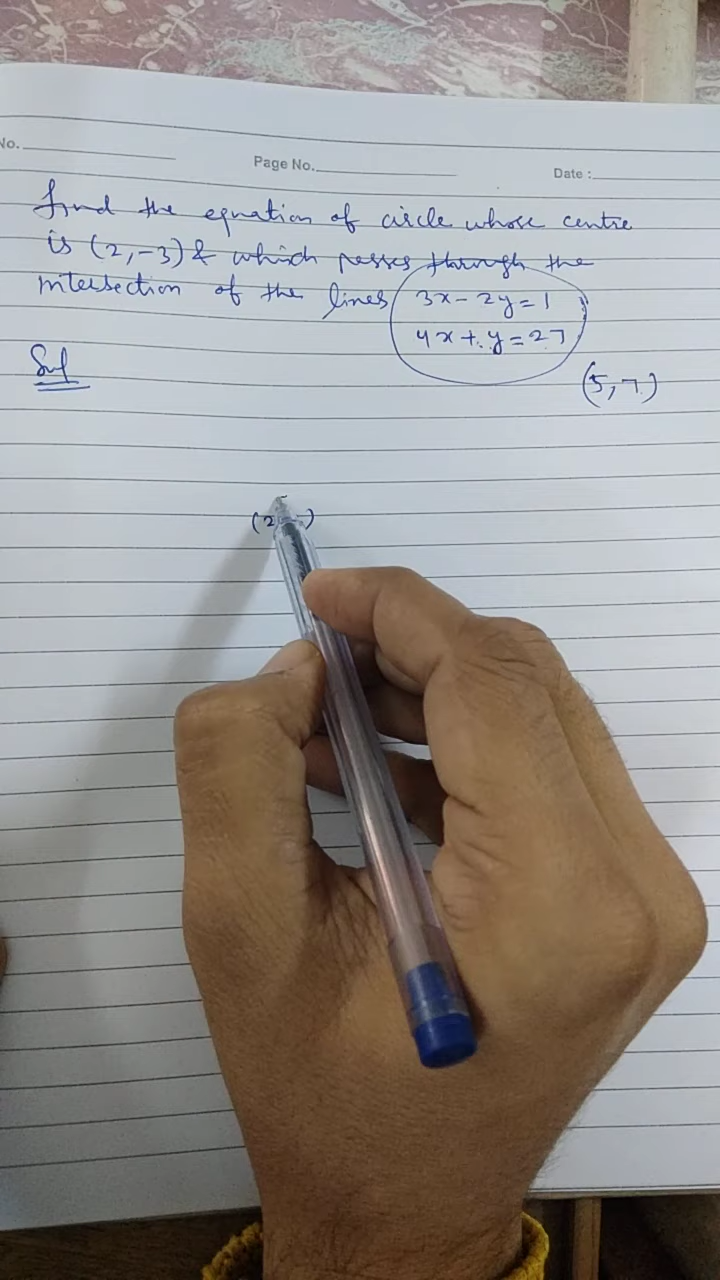 No.
Page No.
Date :
find the equation of circle whose centre
is (2,-3) & which passes through the
intersection of the lines 3x-2y=1
4x+y=27
Sol
(5,7)
(2
)